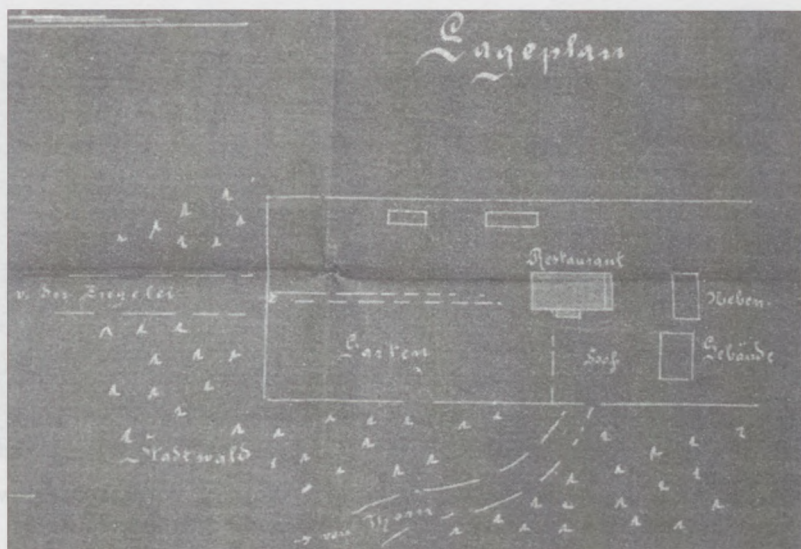 Lageplan
Restaurant
v. der Ziegelei
Neben-
Garten
Hof
Gebäude
Stadtwald
von Thorn